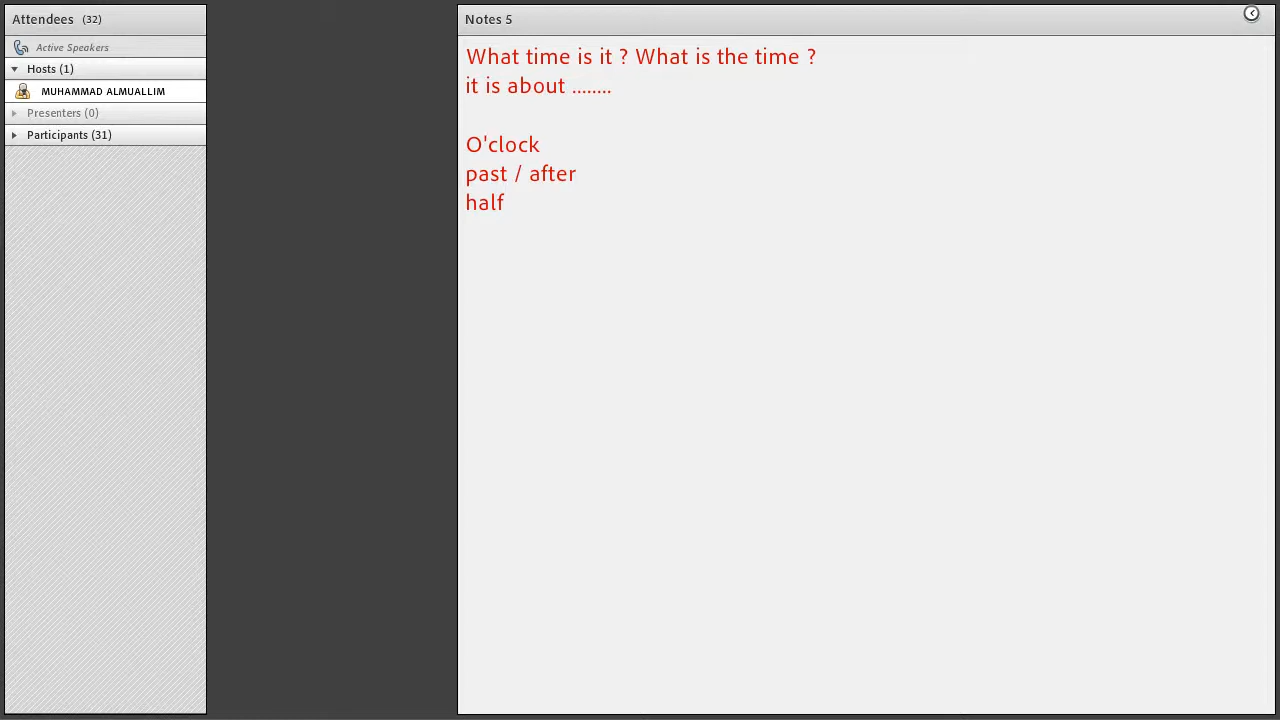 Attendees (32)
Active Speakers
Hosts (1)
MUHAMMAD ALMUALLIM
Presenters (0)
Participants (31)
Notes 5
What time is it ? What is the time ?
it is about ........
O'clock
past / after
half